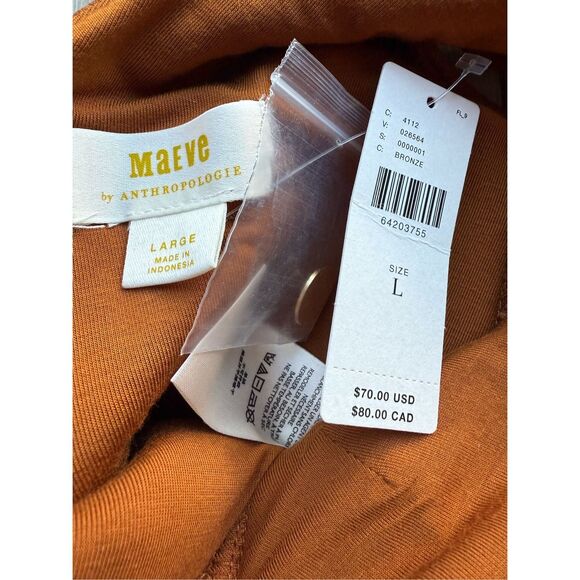 MAEVE
by ANTHROPOLOGIE
LARGE
MADE IN
INDONESIA
FL_9
C: 4112
V: 026564
S: 0000001
C: BRONZE
64203755
SIZE
L
$70.00 USD
$80.00 CAD